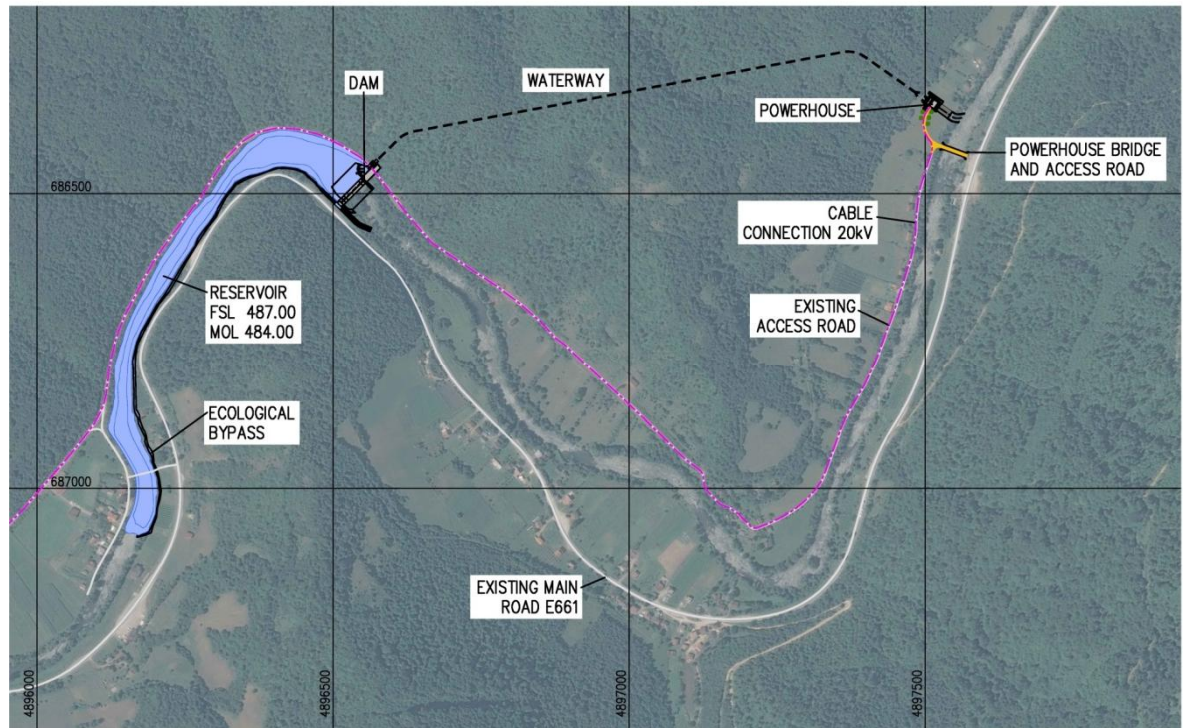 DAM
WATERWAY
POWERHOUSE
POWERHOUSE BRIDGE
AND ACCESS ROAD
686500
CABLE
CONNECTION 20kV
RESERVOIR
FSL 487.00
MOL 484.00
EXISTING
ACCESS ROAD
ECOLOGICAL
BYPASS
687000
EXISTING MAIN
ROAD E661
4896000
4896500
4897000
4897500